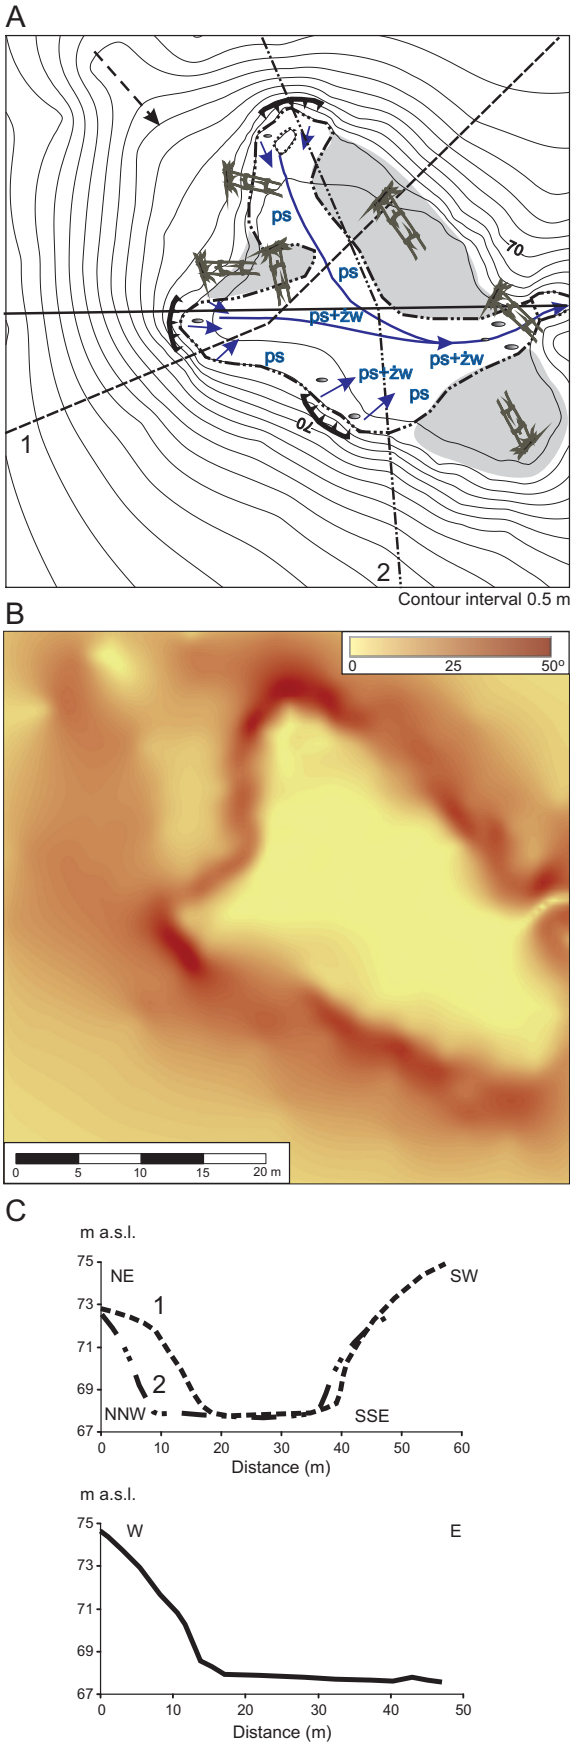 A
70
ps
ps
ps+żw
ps+żw
ps
ps+żw
ps
70
1
2
Contour interval 0.5 m
B
0 25 50º
0 5 10 15 20 m
C
m a.s.l.
75
NE SW
73
1
71
2
69
NNW SSE
67
0 10 20 30 40 50 60
Distance (m)
m a.s.l.
75
W E
73
71
69
67
0 10 20 30 40 50
Distance (m)